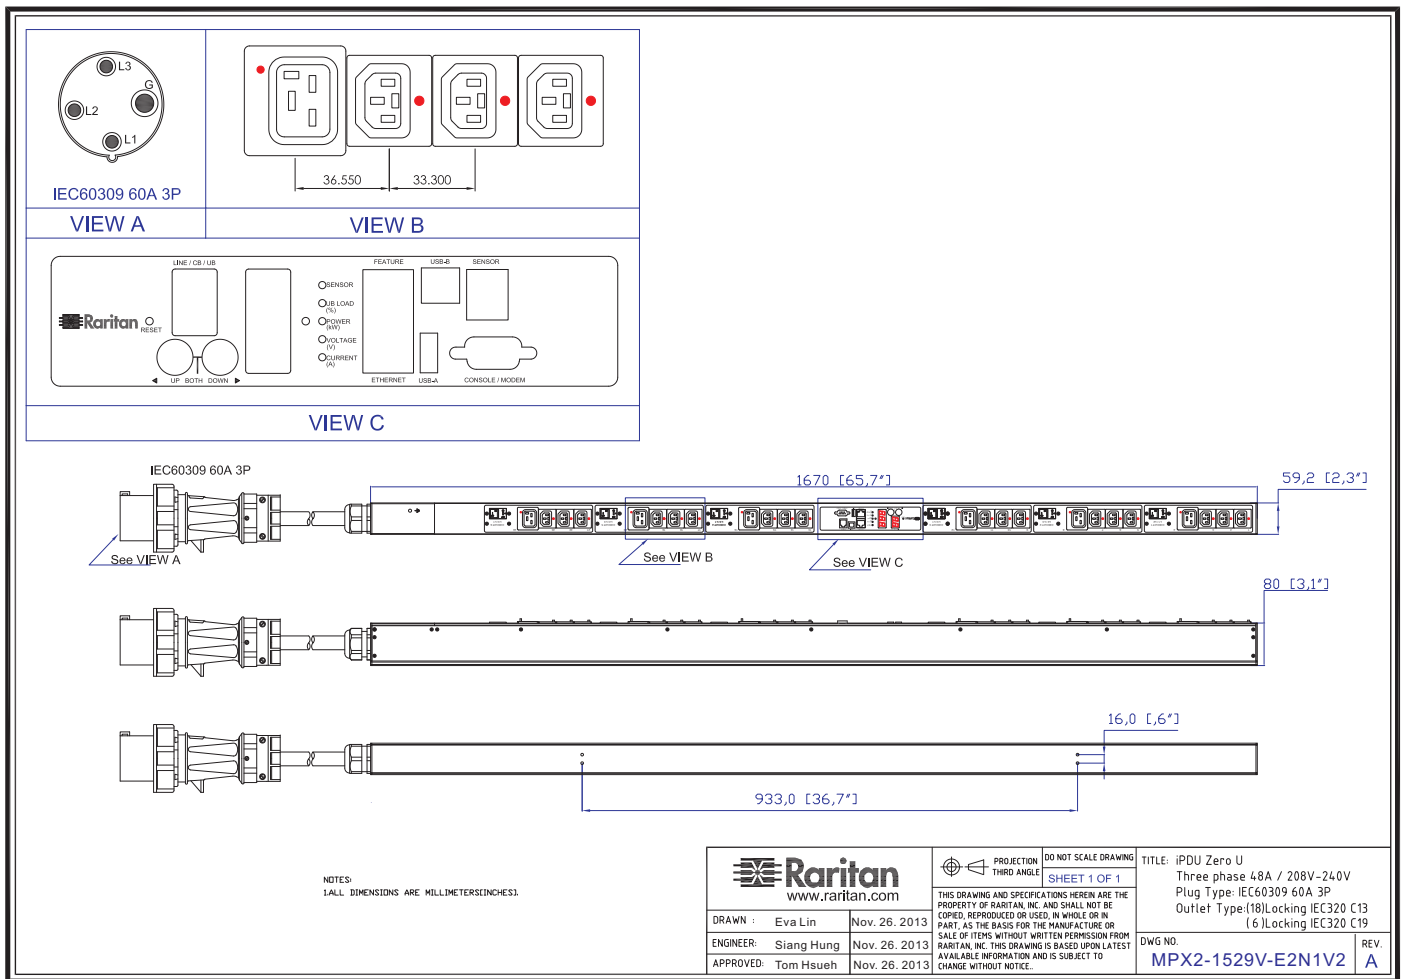 L3
G
L2
L1
IEC60309 60A 3P
VIEW A
36.550
33.300
VIEW B
LINE / CB / UB
FEATURE
USB-B
SENSOR
SENSOR
UB LOAD
(%)
POWER
(kW)
VOLTAGE
(V)
CURRENT
(A)
Raritan
RESET
UP BOTH DOWN
ETHERNET
USB-A
CONSOLE / MODEM
VIEW C
IEC60309 60A 3P
1670 [65,7"]
59,2 [2,3"]
See VIEW A
See VIEW B
See VIEW C
80 [3,1"]
16,0 [,6"]
933,0 [36,7"]
NOTES:
1.ALL DIMENSIONS ARE MILLIMETERS[INCHES].
Raritan
www.raritan.com
DRAWN : Eva Lin Nov. 26. 2013
ENGINEER: Siang Hung Nov. 26. 2013
APPROVED: Tom Hsueh Nov. 26. 2013
PROJECTION
THIRD ANGLE
DO NOT SCALE DRAWING
SHEET 1 OF 1
THIS DRAWING AND SPECIFICATIONS HEREIN ARE THE
PROPERTY OF RARITAN, INC. AND SHALL NOT BE
COPIED, REPRODUCED OR USED, IN WHOLE OR IN
PART, AS THE BASIS FOR THE MANUFACTURE OR
SALE OF ITEMS WITHOUT WRITTEN PERMISSION FROM
RARITAN, INC. THIS DRAWING IS BASED UPON LATEST
AVAILABLE INFORMATION AND IS SUBJECT TO
CHANGE WITHOUT NOTICE..
TITLE: iPDU Zero U
Three phase 48A / 208V-240V
Plug Type: IEC60309 60A 3P
Outlet Type:(18)Locking IEC320 C13
( 6 )Locking IEC320 C19
DWG NO.
MPX2-1529V-E2N1V2
REV.
A